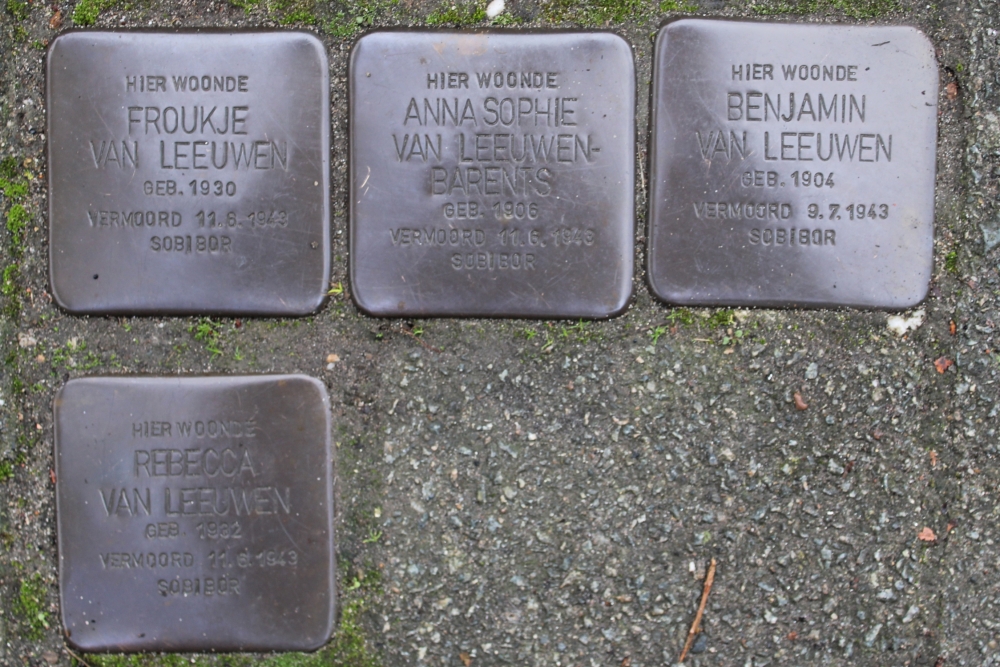 HIER WOONDE
FROUKJE
VAN LEEUWEN
GEB. 1930
VERMOORD 11.6.1943
SOBIBOR
HIER WOONDE
ANNA SOPHIE
VAN LEEUWEN-
BARENTS
GEB. 1906
VERMOORD 11.6.1943
SOBIBOR
HIER WOONDE
BENJAMIN
VAN LEEUWEN
GEB. 1904
VERMOORD 9.7.1943
SOBIBOR
HIER WOONDE
REBECCA
VAN LEEUWEN
GEB. 1932
VERMOORD 11.6.1943
SOBIBOR